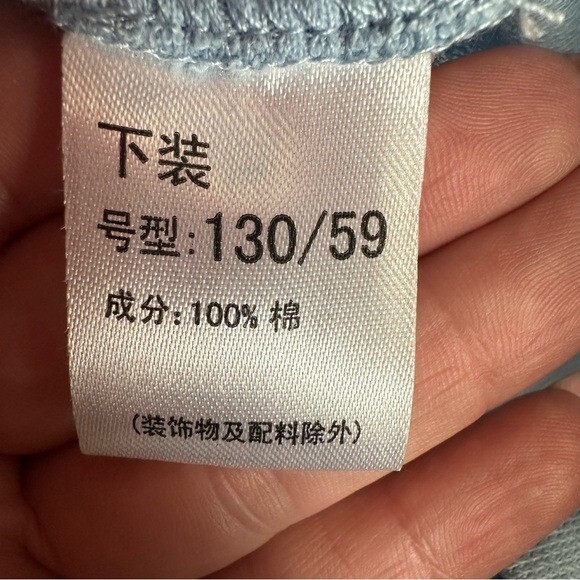 下装
号型:130/59
成分:100% 棉
(装饰物及配料除外)